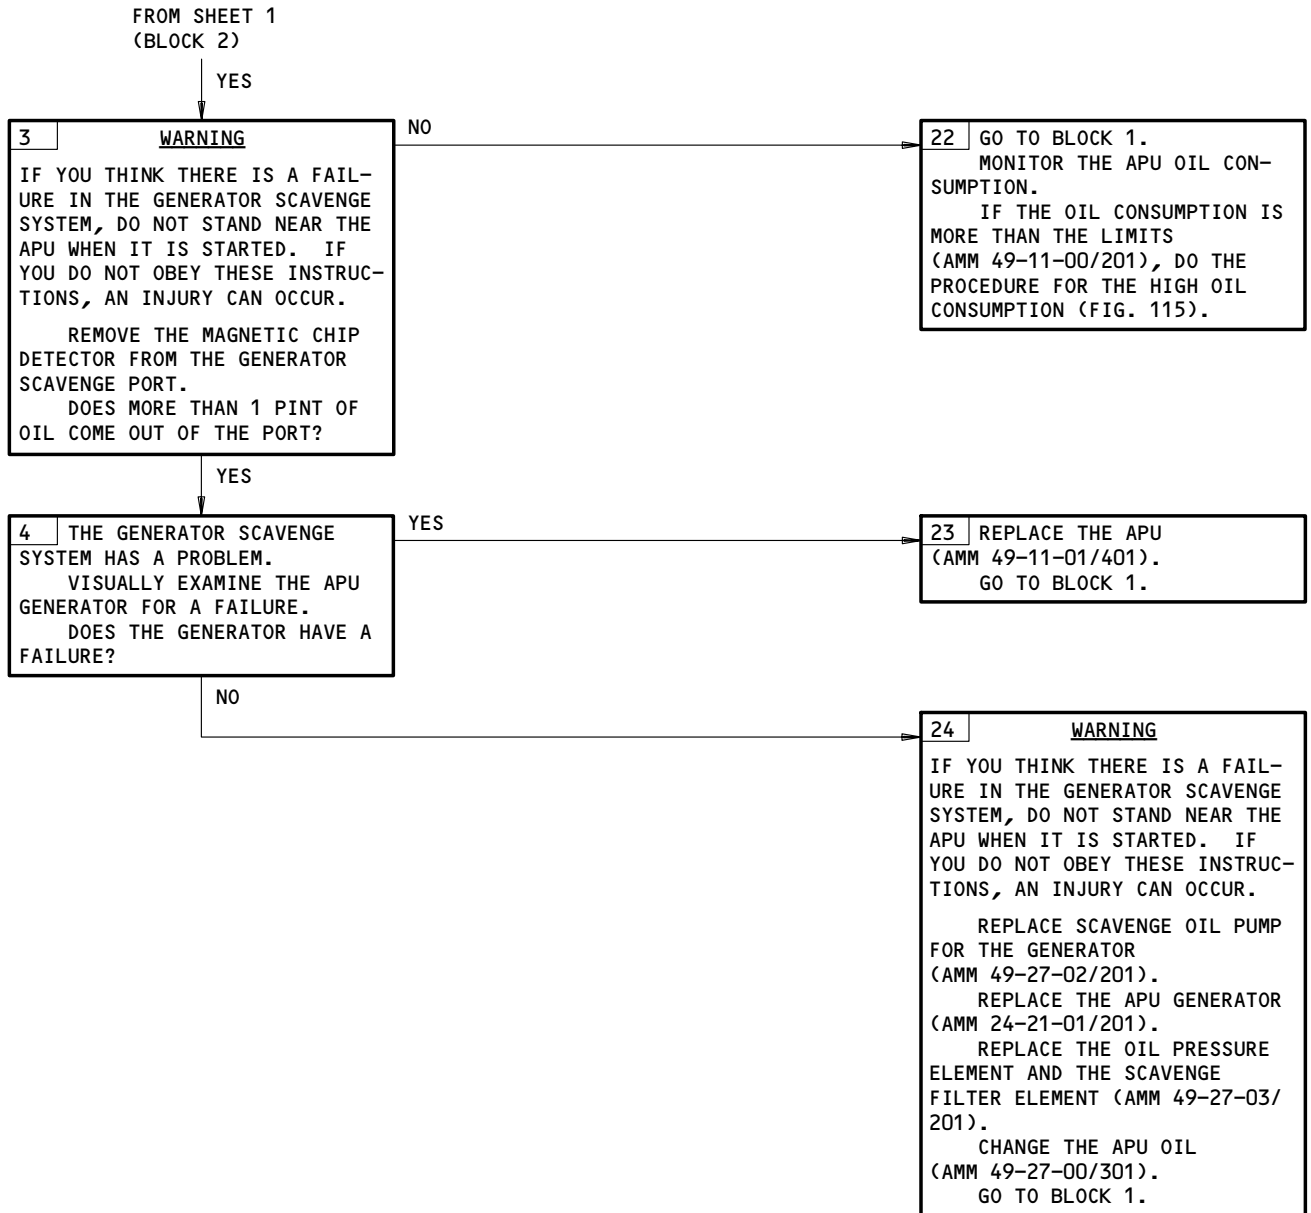 FROM SHEET 1
(BLOCK 2)
YES
3 WARNING
IF YOU THINK THERE IS A FAIL-
URE IN THE GENERATOR SCAVENGE
SYSTEM, DO NOT STAND NEAR THE
APU WHEN IT IS STARTED. IF
YOU DO NOT OBEY THESE INSTRUC-
TIONS, AN INJURY CAN OCCUR.
REMOVE THE MAGNETIC CHIP
DETECTOR FROM THE GENERATOR
SCAVENGE PORT.
DOES MORE THAN 1 PINT OF
OIL COME OUT OF THE PORT?
NO
22 GO TO BLOCK 1.
MONITOR THE APU OIL CON-
SUMPTION.
IF THE OIL CONSUMPTION IS
MORE THAN THE LIMITS
(AMM 49-11-00/201), DO THE
PROCEDURE FOR THE HIGH OIL
CONSUMPTION (FIG. 115).
YES
4 THE GENERATOR SCAVENGE
SYSTEM HAS A PROBLEM.
VISUALLY EXAMINE THE APU
GENERATOR FOR A FAILURE.
DOES THE GENERATOR HAVE A
FAILURE?
YES
23 REPLACE THE APU
(AMM 49-11-01/401).
GO TO BLOCK 1.
NO
24 WARNING
IF YOU THINK THERE IS A FAIL-
URE IN THE GENERATOR SCAVENGE
SYSTEM, DO NOT STAND NEAR THE
APU WHEN IT IS STARTED. IF
YOU DO NOT OBEY THESE INSTRUC-
TIONS, AN INJURY CAN OCCUR.
REPLACE SCAVENGE OIL PUMP
FOR THE GENERATOR
(AMM 49-27-02/201).
REPLACE THE APU GENERATOR
(AMM 24-21-01/201).
REPLACE THE OIL PRESSURE
ELEMENT AND THE SCAVENGE
FILTER ELEMENT (AMM 49-27-03/
201).
CHANGE THE APU OIL
(AMM 49-27-00/301).
GO TO BLOCK 1.